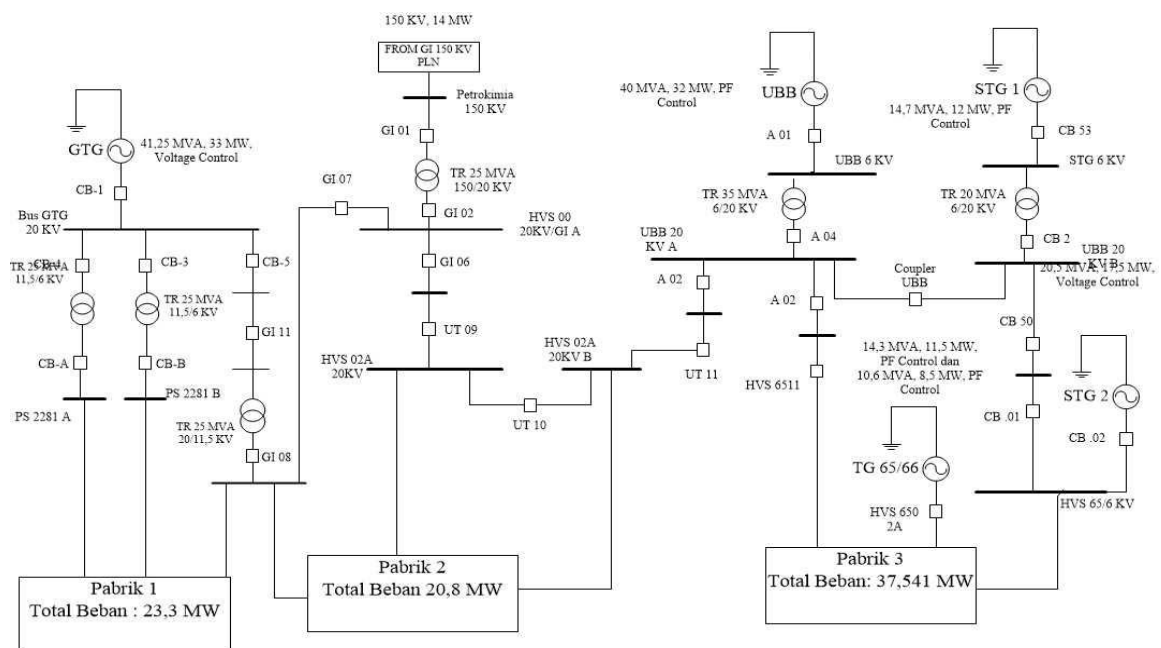 150 KV, 14 MW
FROM GI 150 KV
PLN
Petrokimia
150 KV
GI 01
TR 25 MVA
150/20 KV
GI 02
HVS 00
20KV/GI A
GI 06
UT 09
HVS 02A
20KV
UT 10
HVS 02A
20KV B
UT 11
GTG
41,25 MVA, 33 MW,
Voltage Control
CB-1
Bus GTG
20 KV
TR 25 MVA
11,5/6 KV
CB-3
TR 25 MVA
11,5/6 KV
CB-5
GI 11
CB-A
CB-B
PS 2281 A
PS 2281 B
TR 25 MVA
20/11,5 KV
GI 08
GI 07
40 MVA, 32 MW, PF
Control
UBB
A 01
UBB 6 KV
TR 35 MVA
6/20 KV
A 04
UBB 20
KV A
A 02
A 02
HVS 6511
Coupler
UBB
STG 1
14,7 MVA, 12 MW, PF
Control
CB 53
STG 6 KV
TR 20 MVA
6/20 KV
CB 2
UBB 20
KV B
20,5 MVA, 17,5 MW,
Voltage Control
CB 50
CB .01
STG 2
CB .02
HVS 65/6 KV
14,3 MVA, 11,5 MW,
PF Control dan
10,6 MVA, 8,5 MW, PF
Control
TG 65/66
HVS 650
2A
Pabrik 1
Total Beban : 23,3 MW
Pabrik 2
Total Beban 20,8 MW
Pabrik 3
Total Beban: 37,541 MW